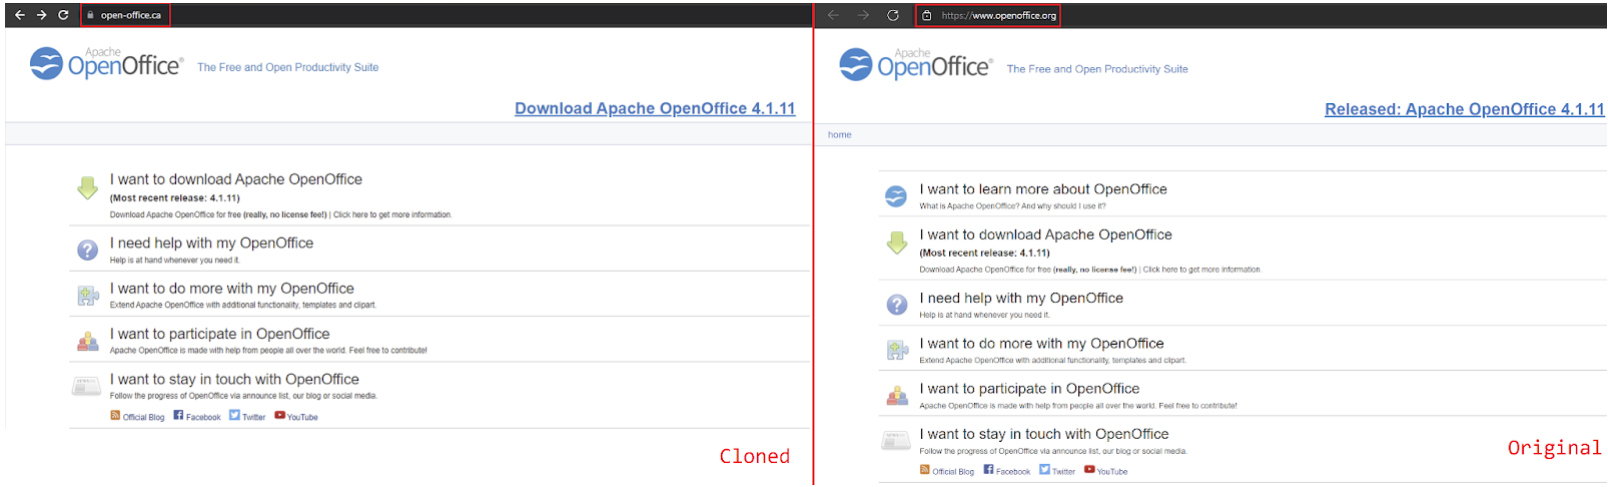 open-office.ca
Apache
OpenOffice®
The Free and Open Productivity Suite
Download Apache OpenOffice 4.1.11
I want to download Apache OpenOffice
(Most recent release: 4.1.11)
Download Apache OpenOffice for free (really, no license fee!) | Click here to get more information.
I need help with my OpenOffice
Help is at hand whenever you need it.
I want to do more with my OpenOffice
Extend Apache OpenOffice with additional functionality, templates and clipart.
I want to participate in OpenOffice
Apache OpenOffice is made with help from people all over the world. Feel free to contribute!
I want to stay in touch with OpenOffice
Follow the progress of OpenOffice via announce list, our blog or social media.
Official Blog Facebook Twitter YouTube
Cloned
https://www.openoffice.org
Apache
OpenOffice®
The Free and Open Productivity Suite
Released: Apache OpenOffice 4.1.11
home
I want to learn more about OpenOffice
What is Apache OpenOffice? And why should I use it?
I want to download Apache OpenOffice
(Most recent release: 4.1.11)
Download Apache OpenOffice for free (really, no license fee!) | Click here to get more information.
I need help with my OpenOffice
Help is at hand whenever you need it.
I want to do more with my OpenOffice
Extend Apache OpenOffice with additional functionality, templates and clipart.
I want to participate in OpenOffice
Apache OpenOffice is made with help from people all over the world. Feel free to contribute!
I want to stay in touch with OpenOffice
Follow the progress of OpenOffice via announce list, our blog or social media.
Official Blog Facebook Twitter YouTube
Original